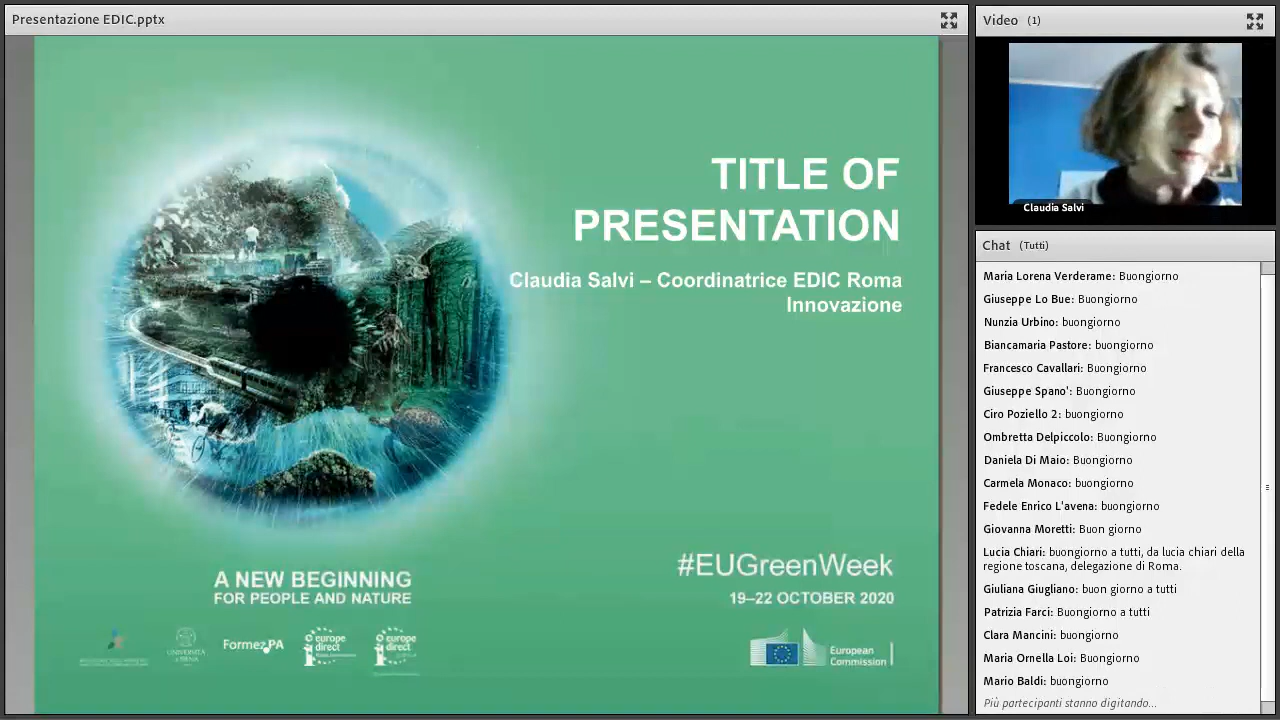 Presentazione EDIC.pptx
TITLE OF
PRESENTATION
Claudia Salvi – Coordinatrice EDIC Roma
Innovazione
#EUGreenWeek
19–22 OCTOBER 2020
A NEW BEGINNING
FOR PEOPLE AND NATURE
UNIVERSITÀ
FormezPA
europe
direct
europe
direct
European
Commission
Video (1)
Claudia Salvi
Chat (Tutti)
Maria Lorena Verderame: Buongiorno
Giuseppe Lo Bue: Buongiorno
Nunzia Urbino: buongiorno
Biancamaria Pastore: buongiorno
Francesco Cavallari: Buongiorno
Giuseppe Spano': Buongiorno
Ciro Poziello 2: buongiorno
Ombretta Delpiccolo: Buongiorno
Daniela Di Maio: Buongiorno
Carmela Monaco: buongiorno
Fedele Enrico L'avena: buongiorno
Giovanna Moretti: Buon giorno
Lucia Chiari: buongiorno a tutti, da lucia chiari della
regione toscana, delegazione di Roma.
Giuliana Giugliano: buon giorno a tutti
Patrizia Farci: Buongiorno a tutti
Clara Mancini: buongiorno
Maria Ornella Loi: Buongiorno
Mario Baldi: buongiorno
Più partecipanti stanno digitando...